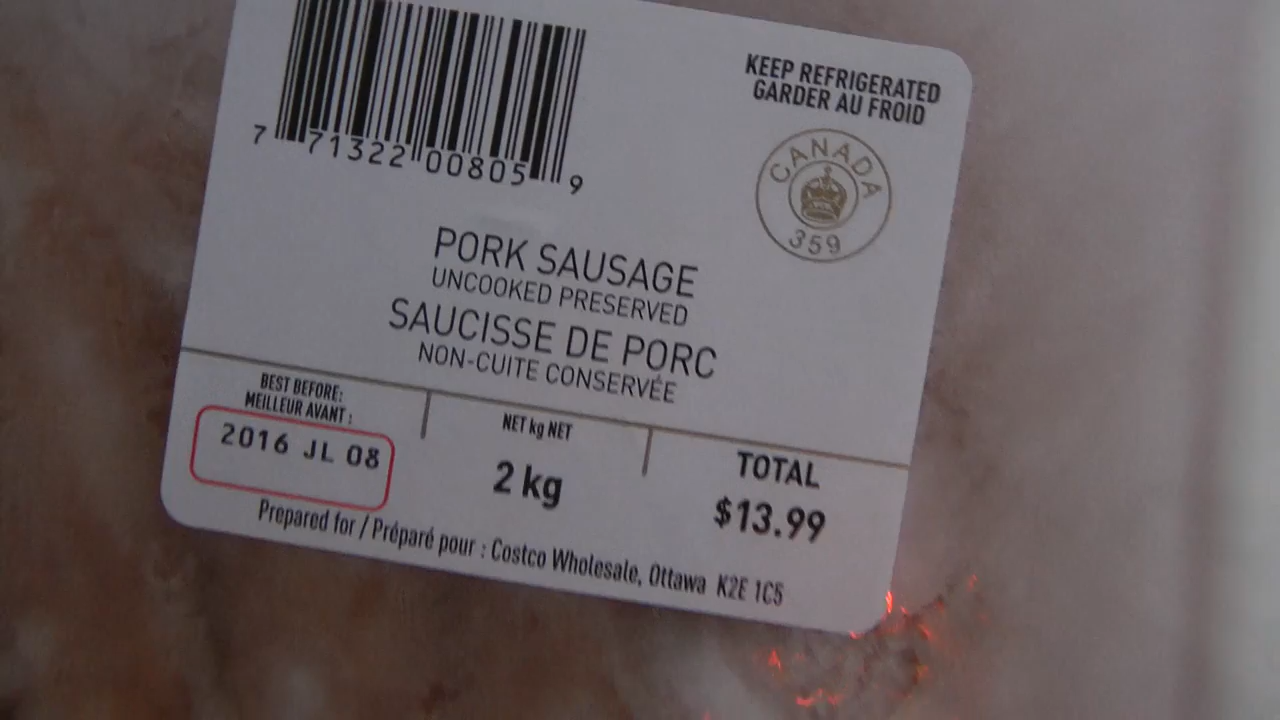 7 71322 00805 9
KEEP REFRIGERATED
GARDER AU FROID
CANADA
359
PORK SAUSAGE
UNCOOKED PRESERVED
SAUCISSE DE PORC
NON-CUITE CONSERVÉE
BEST BEFORE:
MEILLEUR AVANT :
2016 JL 08
NET kg NET
2 kg
TOTAL
$13.99
Prepared for / Préparé pour : Costco Wholesale, Ottawa K2E 1C5